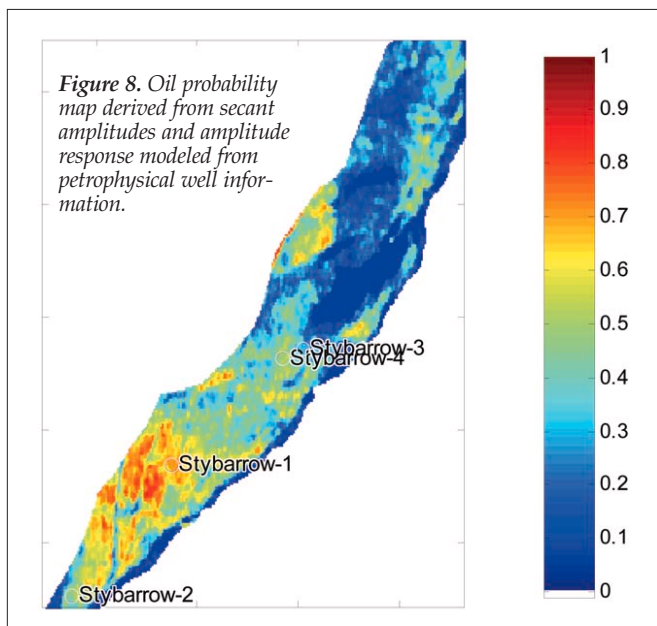 Figure 8. Oil probability
map derived from secant
amplitudes and amplitude
response modeled from
petrophysical well infor-
mation.
Stybarrow-3
Stybarrow-4
Stybarrow-1
Stybarrow-2
1
0.9
0.8
0.7
0.6
0.5
0.4
0.3
0.2
0.1
0